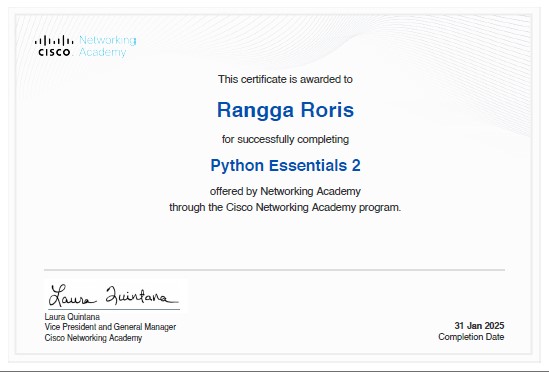 Networking
CISCO Academy
This certificate is awarded to
Rangga Roris
for successfully completing
Python Essentials 2
offered by Networking Academy
through the Cisco Networking Academy program.
Laura Quintana
Laura Quintana
Vice President and General Manager
Cisco Networking Academy
31 Jan 2025
Completion Date